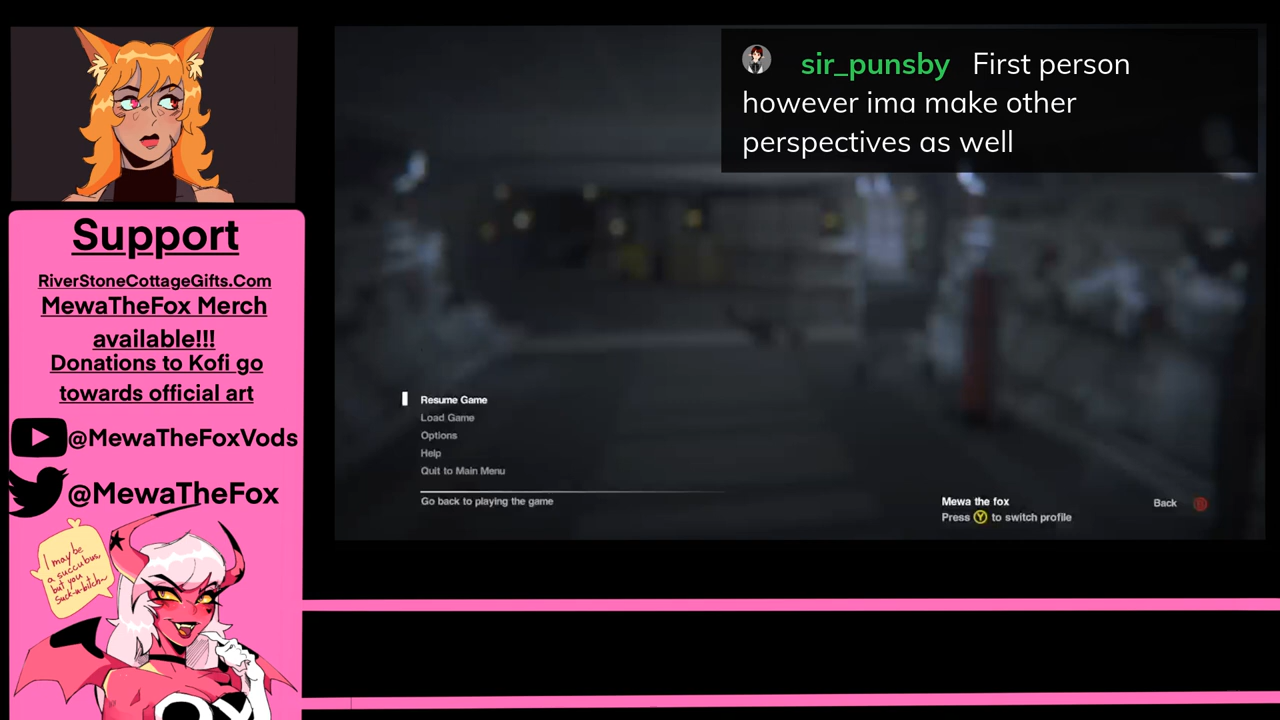 sir_punsby First person
however ima make other
perspectives as well
Support
RiverStoneCottageGifts.Com
MewaTheFox Merch
available!!!
Donations to Kofi go
towards official art
@MewaTheFoxVods
@MewaTheFox
I may be
a succubus,
but you
suck-a-bitch~
Resume Game
Load Game
Options
Help
Quit to Main Menu
Go back to playing the game
Mewa the fox
Press Y to switch profile
Back